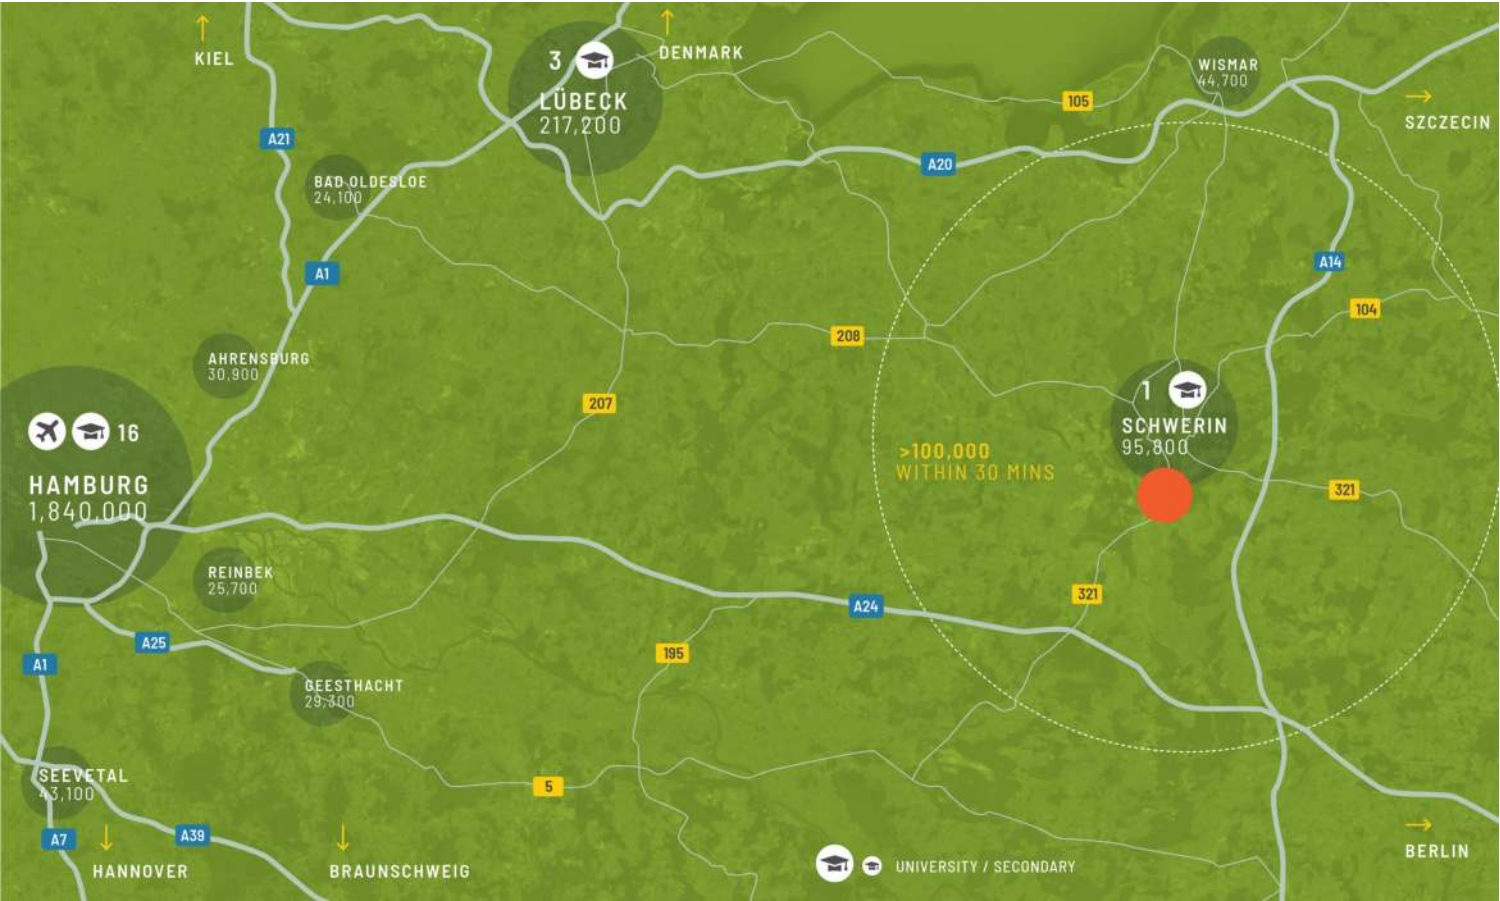 KIEL
DENMARK
3
LÜBECK
217,200
WISMAR
44,700
105
SZCZECIN
A21
A20
BAD OLDESLOE
24,100
A1
A14
104
208
AHRENSBURG
30,900
207
1
SCHWERIN
95,800
16
HAMBURG
1,840,000
>100,000
WITHIN 30 MINS
321
REINBEK
25,700
321
A24
A25
195
A1
GEESTHACHT
29,300
SEEVETAL
43,100
5
A7
A39
HANNOVER
BRAUNSCHWEIG
UNIVERSITY / SECONDARY
BERLIN